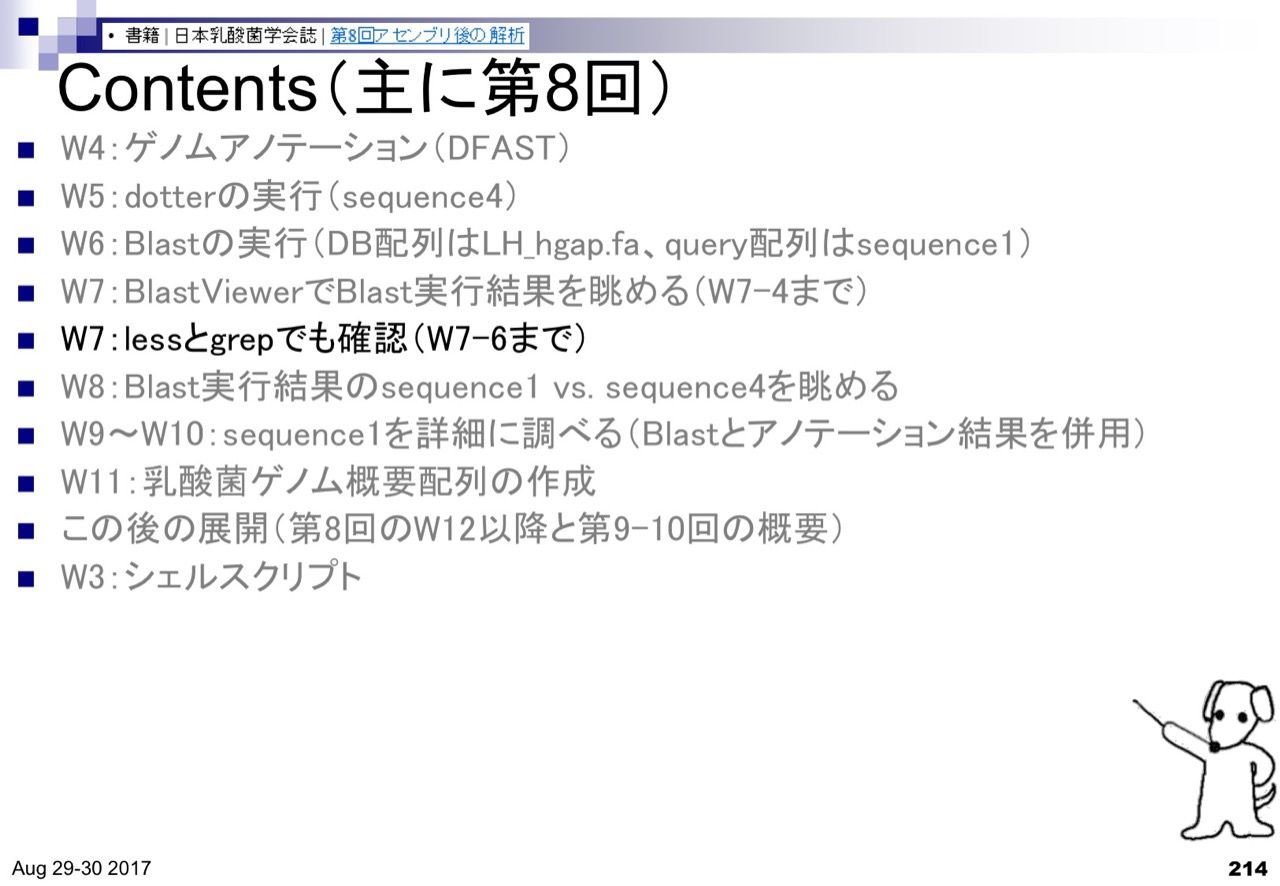 • 書籍 | 日本乳酸菌学会誌 | 第8回アセンブリ後の解析
Contents（主に第8回）
W4：ゲノムアノテーション（DFAST）
W5：dotterの実行（sequence4）
W6：Blastの実行（DB配列はLH_hgap.fa、query配列はsequence1）
W7：BlastViewerでBlast実行結果を眺める（W7-4まで）
W7：lessとgrepでも確認（W7-6まで）
W8：Blast実行結果のsequence1 vs. sequence4を眺める
W9～W10：sequence1を詳細に調べる（Blastとアノテーション結果を併用）
W11：乳酸菌ゲノム概要配列の作成
この後の展開（第8回のW12以降と第9-10回の概要）
W3：シェルスクリプト
Aug 29-30 2017
214